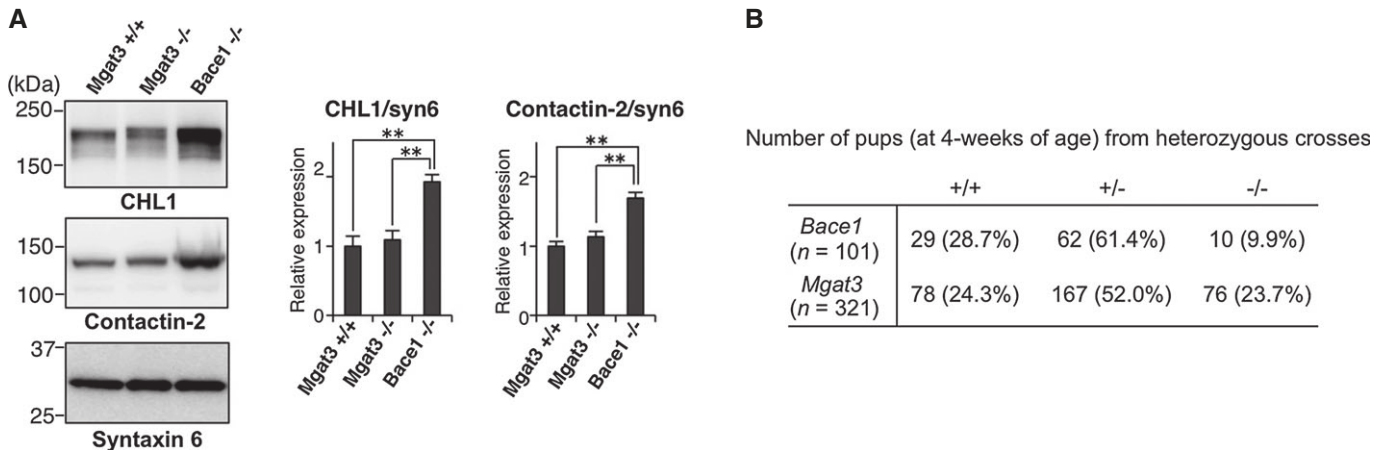 A
Mgat3 +/+
Mgat3 -/-
Bace1 -/-
(kDa)
250
150
CHL1
150
100
Contactin-2
37
25
Syntaxin 6
CHL1/syn6
**
**
Relative expression
2
1
0
Mgat3 +/+
Mgat3 -/-
Bace1 -/-
Contactin-2/syn6
**
**
Relative expression
2
1
0
Mgat3 +/+
Mgat3 -/-
Bace1 -/-
B
Number of pups (at 4-weeks of age) from heterozygous crosses
+/+ +/- -/-
Bace1
(n = 101) 29 (28.7%) 62 (61.4%) 10 (9.9%)
Mgat3
(n = 321) 78 (24.3%) 167 (52.0%) 76 (23.7%)